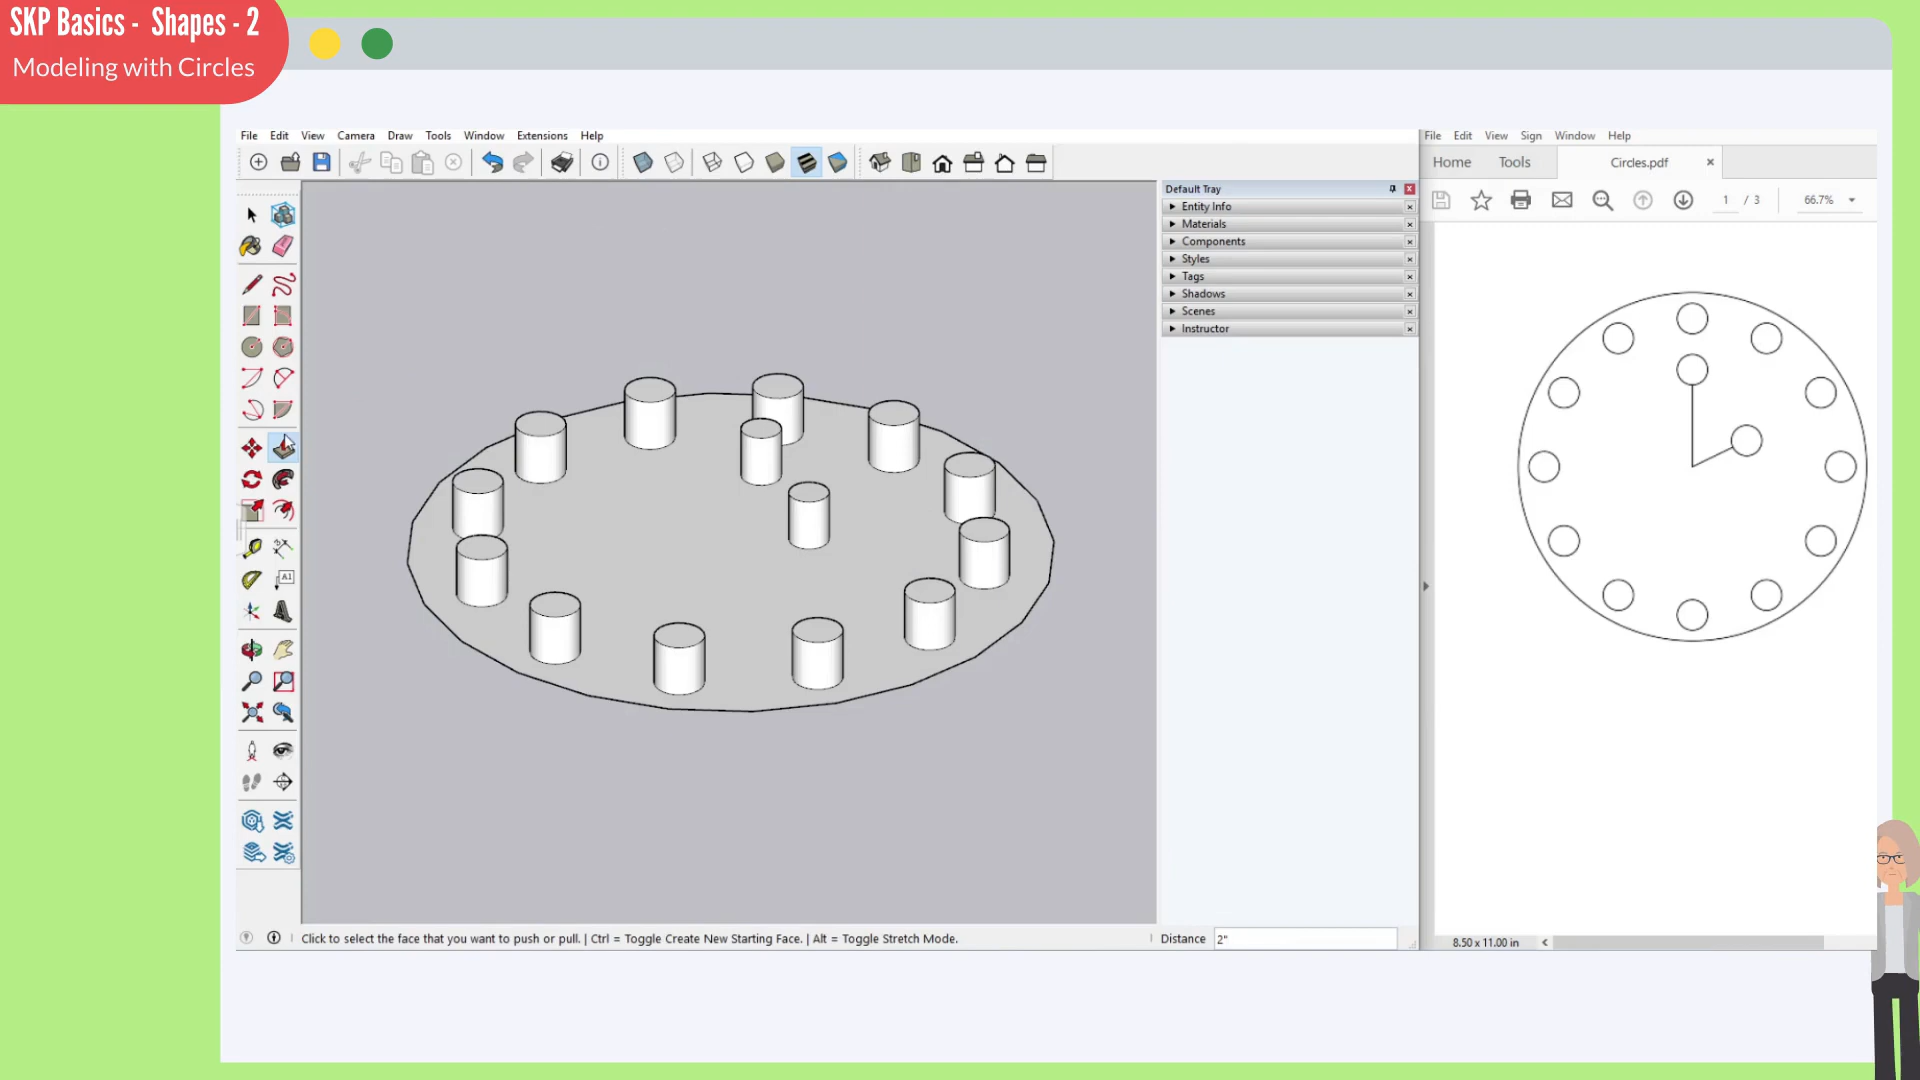 SKP Basics -  Shapes - 2
Modeling with Circles
File Edit View Camera Draw Tools Window Extensions Help
File Edit View Sign Window Help
Home Tools Circles.pdf
1 / 3 66.7%
Default Tray
Entity Info
Materials
Components
Styles
Tags
Shadows
Scenes
Instructor
A1
Click to select the face that you want to push or pull. | Ctrl = Toggle Create New Starting Face. | Alt = Toggle Stretch Mode.
Distance 2"
8.50 x 11.00 in